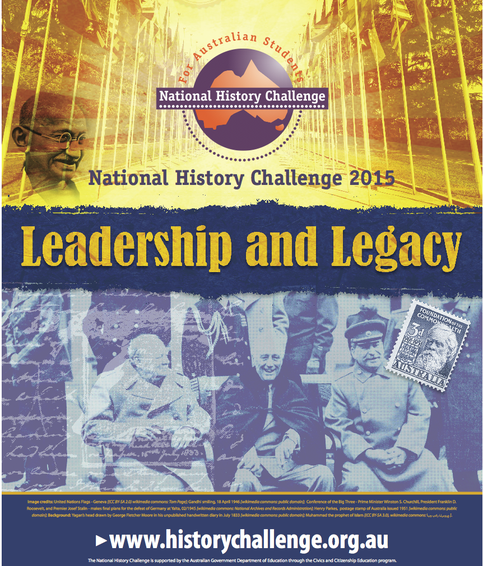 For Australian Students
National History Challenge
National History Challenge 2015
Leadership and Legacy
FOUNDATION OF THE
COMMONWEALTH
3d
AUSTRALIA
Image credits: United Nations Flags - Geneva (CC BY-SA 2.0) wikimedia commons: Tom Page); Gandhi smiling, 18 April 1946 (wikimedia commons: public domain); Conference of the Big Three - Prime Minister Winston S. Churchill, President Franklin D.
Roosevelt, and Premier Josef Stalin - makes final plans for the defeat of Germany at Yalta, 02/1945 (wikimedia commons: National Archives and Records Administration); Henry Parkes, postage stamp of Australia issued 1951 (wikimedia commons: public
domain); Background: Yagan's head drawn by George Fletcher Moore in his unpublished handwritten diary in July 1833 (wikimedia commons: public domain); Muhammad the prophet of Islam (CC BY-SA 3.0) wikimedia commons:
www.historychallenge.org.au
The National History Challenge is supported by the Australian Government Department of Education through the Civics and Citizenship Education program.